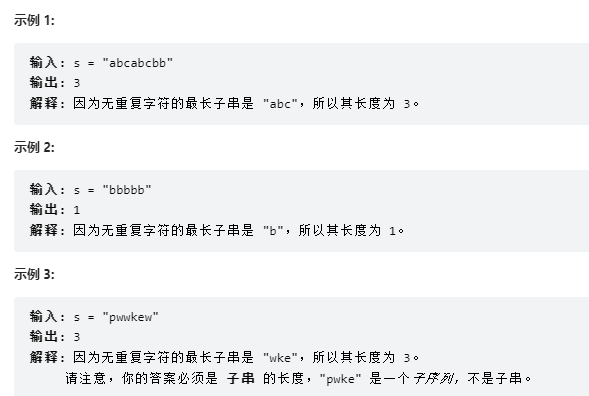 示例 1:
输入: s = "abcabcbb"
输出: 3
解释: 因为无重复字符的最长子串是 "abc"，所以其长度为 3。
示例 2:
输入: s = "bbbbb"
输出: 1
解释: 因为无重复字符的最长子串是 "b"，所以其长度为 1。
示例 3:
输入: s = "pwwkew"
输出: 3
解释: 因为无重复字符的最长子串是 "wke"，所以其长度为 3。
请注意，你的答案必须是 子串 的长度，"pwke" 是一个子序列，不是子串。